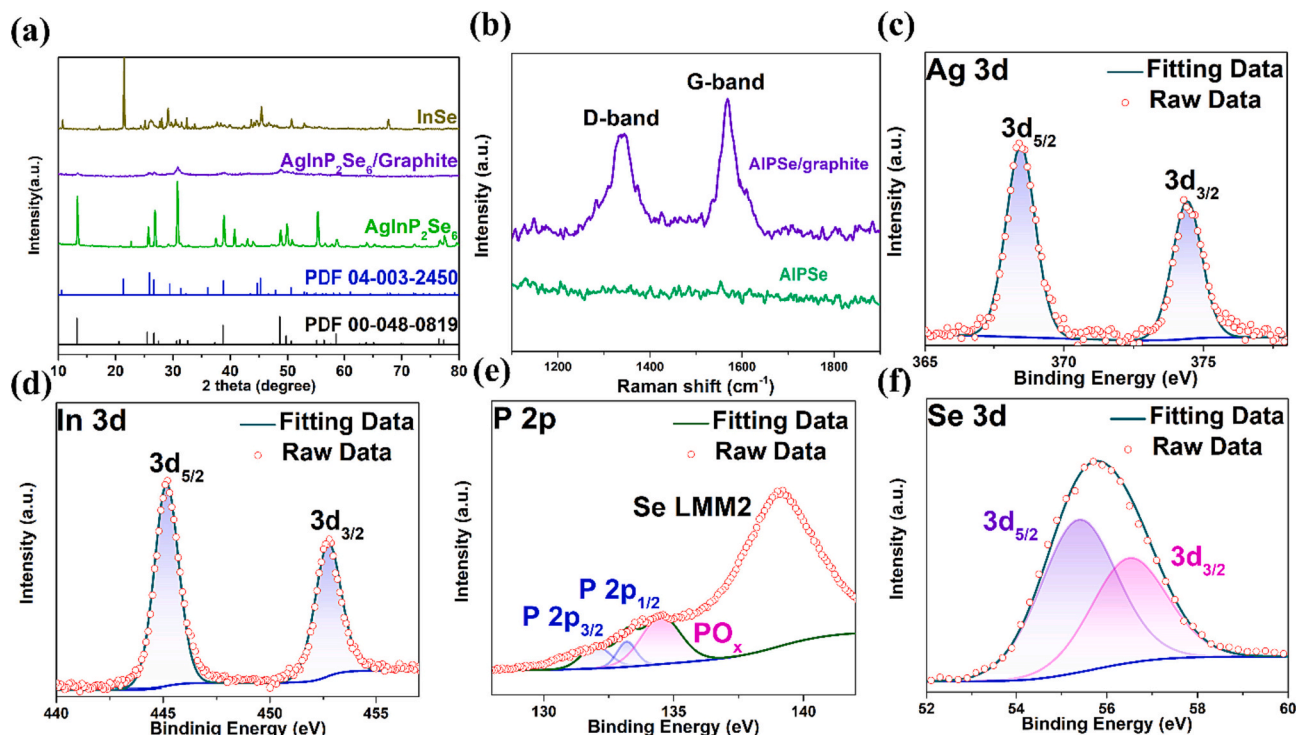 (a)
Intensity(a.u.)
InSe
AgInP₂Se₆/Graphite
AgInP₂Se₆
PDF 04-003-2450
PDF 00-048-0819
10 20 30 40 50 60 70 80
2 theta (degree)
(b)
Intensity (a.u.)
D-band
G-band
AIPSe/graphite
AIPSe
1200 1400 1600 1800
Raman shift (cm⁻¹)
(c)
Intensity (a.u.)
Ag 3d
Fitting Data
Raw Data
3d₅/₂
3d₃/₂
365 370 375
Binding Energy (eV)
(d)
Intensity (a.u.)
In 3d
Fitting Data
Raw Data
3d₅/₂
3d₃/₂
440 445 450 455
Bindinig Energy (eV)
(e)
Intensity (a.u.)
P 2p
Fitting Data
Raw Data
Se LMM2
P 2p₁/₂
P 2p₃/₂
POₓ
130 135 140
Binding Energy (eV)
(f)
Intensity (a.u.)
Se 3d
Fitting Data
Raw Data
3d₅/₂
3d₃/₂
52 54 56 58 60
Binding Energy (eV)